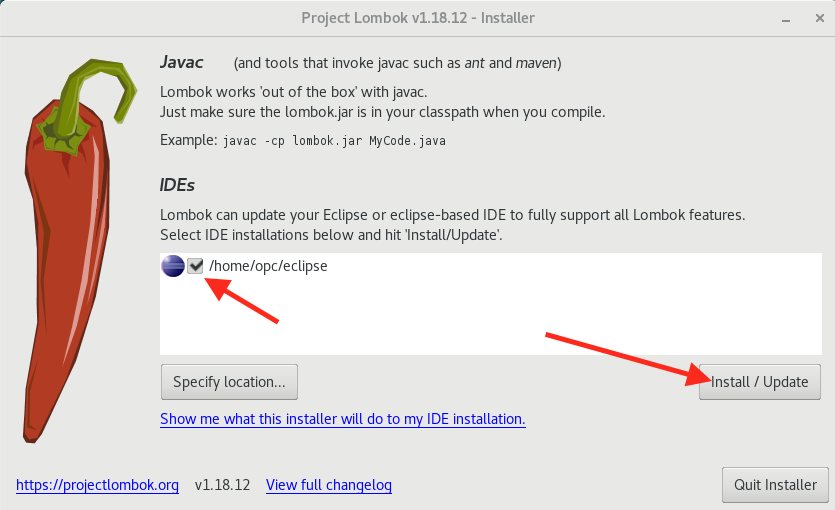 Project Lombok v1.18.12 - Installer
Javac (and tools that invoke javac such as ant and maven)
Lombok works 'out of the box' with javac.
Just make sure the lombok.jar is in your classpath when you compile.
Example: javac -cp lombok.jar MyCode.java
IDEs
Lombok can update your Eclipse or eclipse-based IDE to fully support all Lombok features.
Select IDE installations below and hit 'Install/Update'.
/home/opc/eclipse
Specify location... Install / Update
Show me what this installer will do to my IDE installation.
https://projectlombok.org v1.18.12 View full changelog Quit Installer